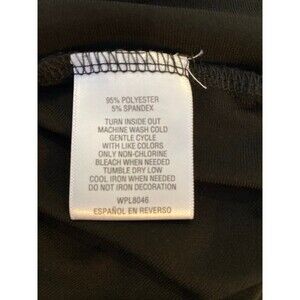 95% POLYESTER
5% SPANDEX
TURN INSIDE OUT
MACHINE WASH COLD
GENTLE CYCLE
WITH LIKE COLORS
ONLY NON-CHLORINE
BLEACH WHEN NEEDED
TUMBLE DRY LOW
COOL IRON WHEN NEEDED
DO NOT IRON DECORATION
WPL8046
ESPAÑOL EN REVERSO